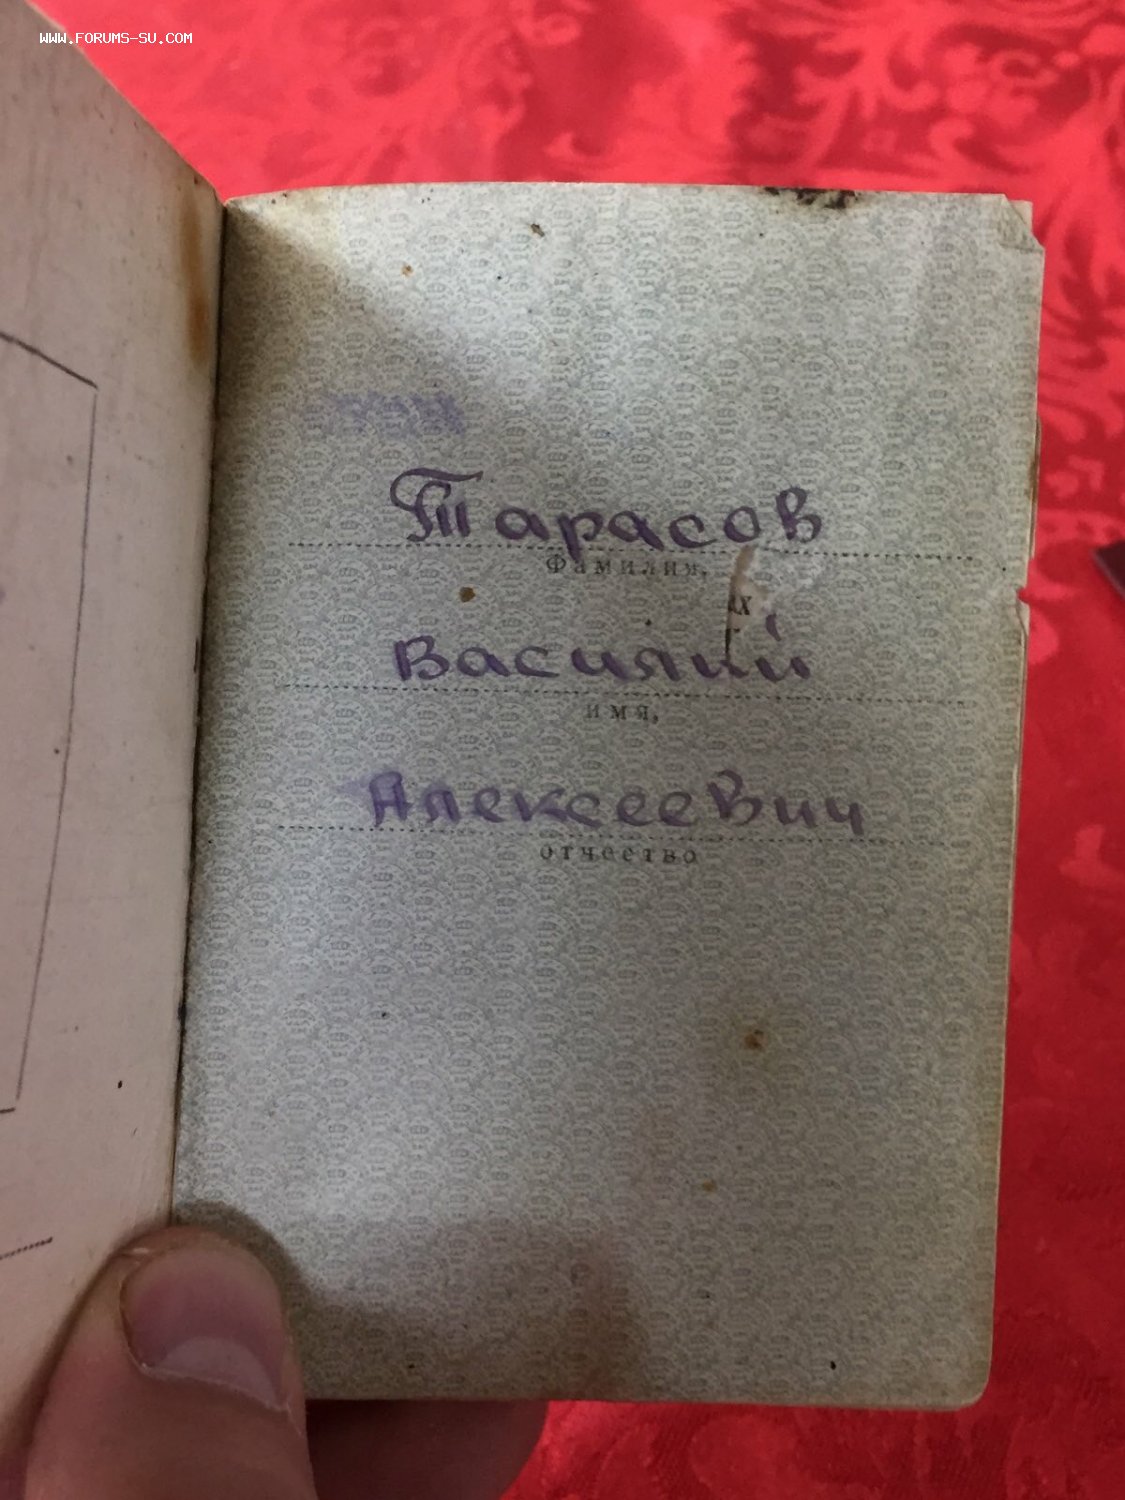 WWW.FORUMS-SU.COM
Тарасов
Фамилия,
Василий
имя,
Алексеевич
отчество